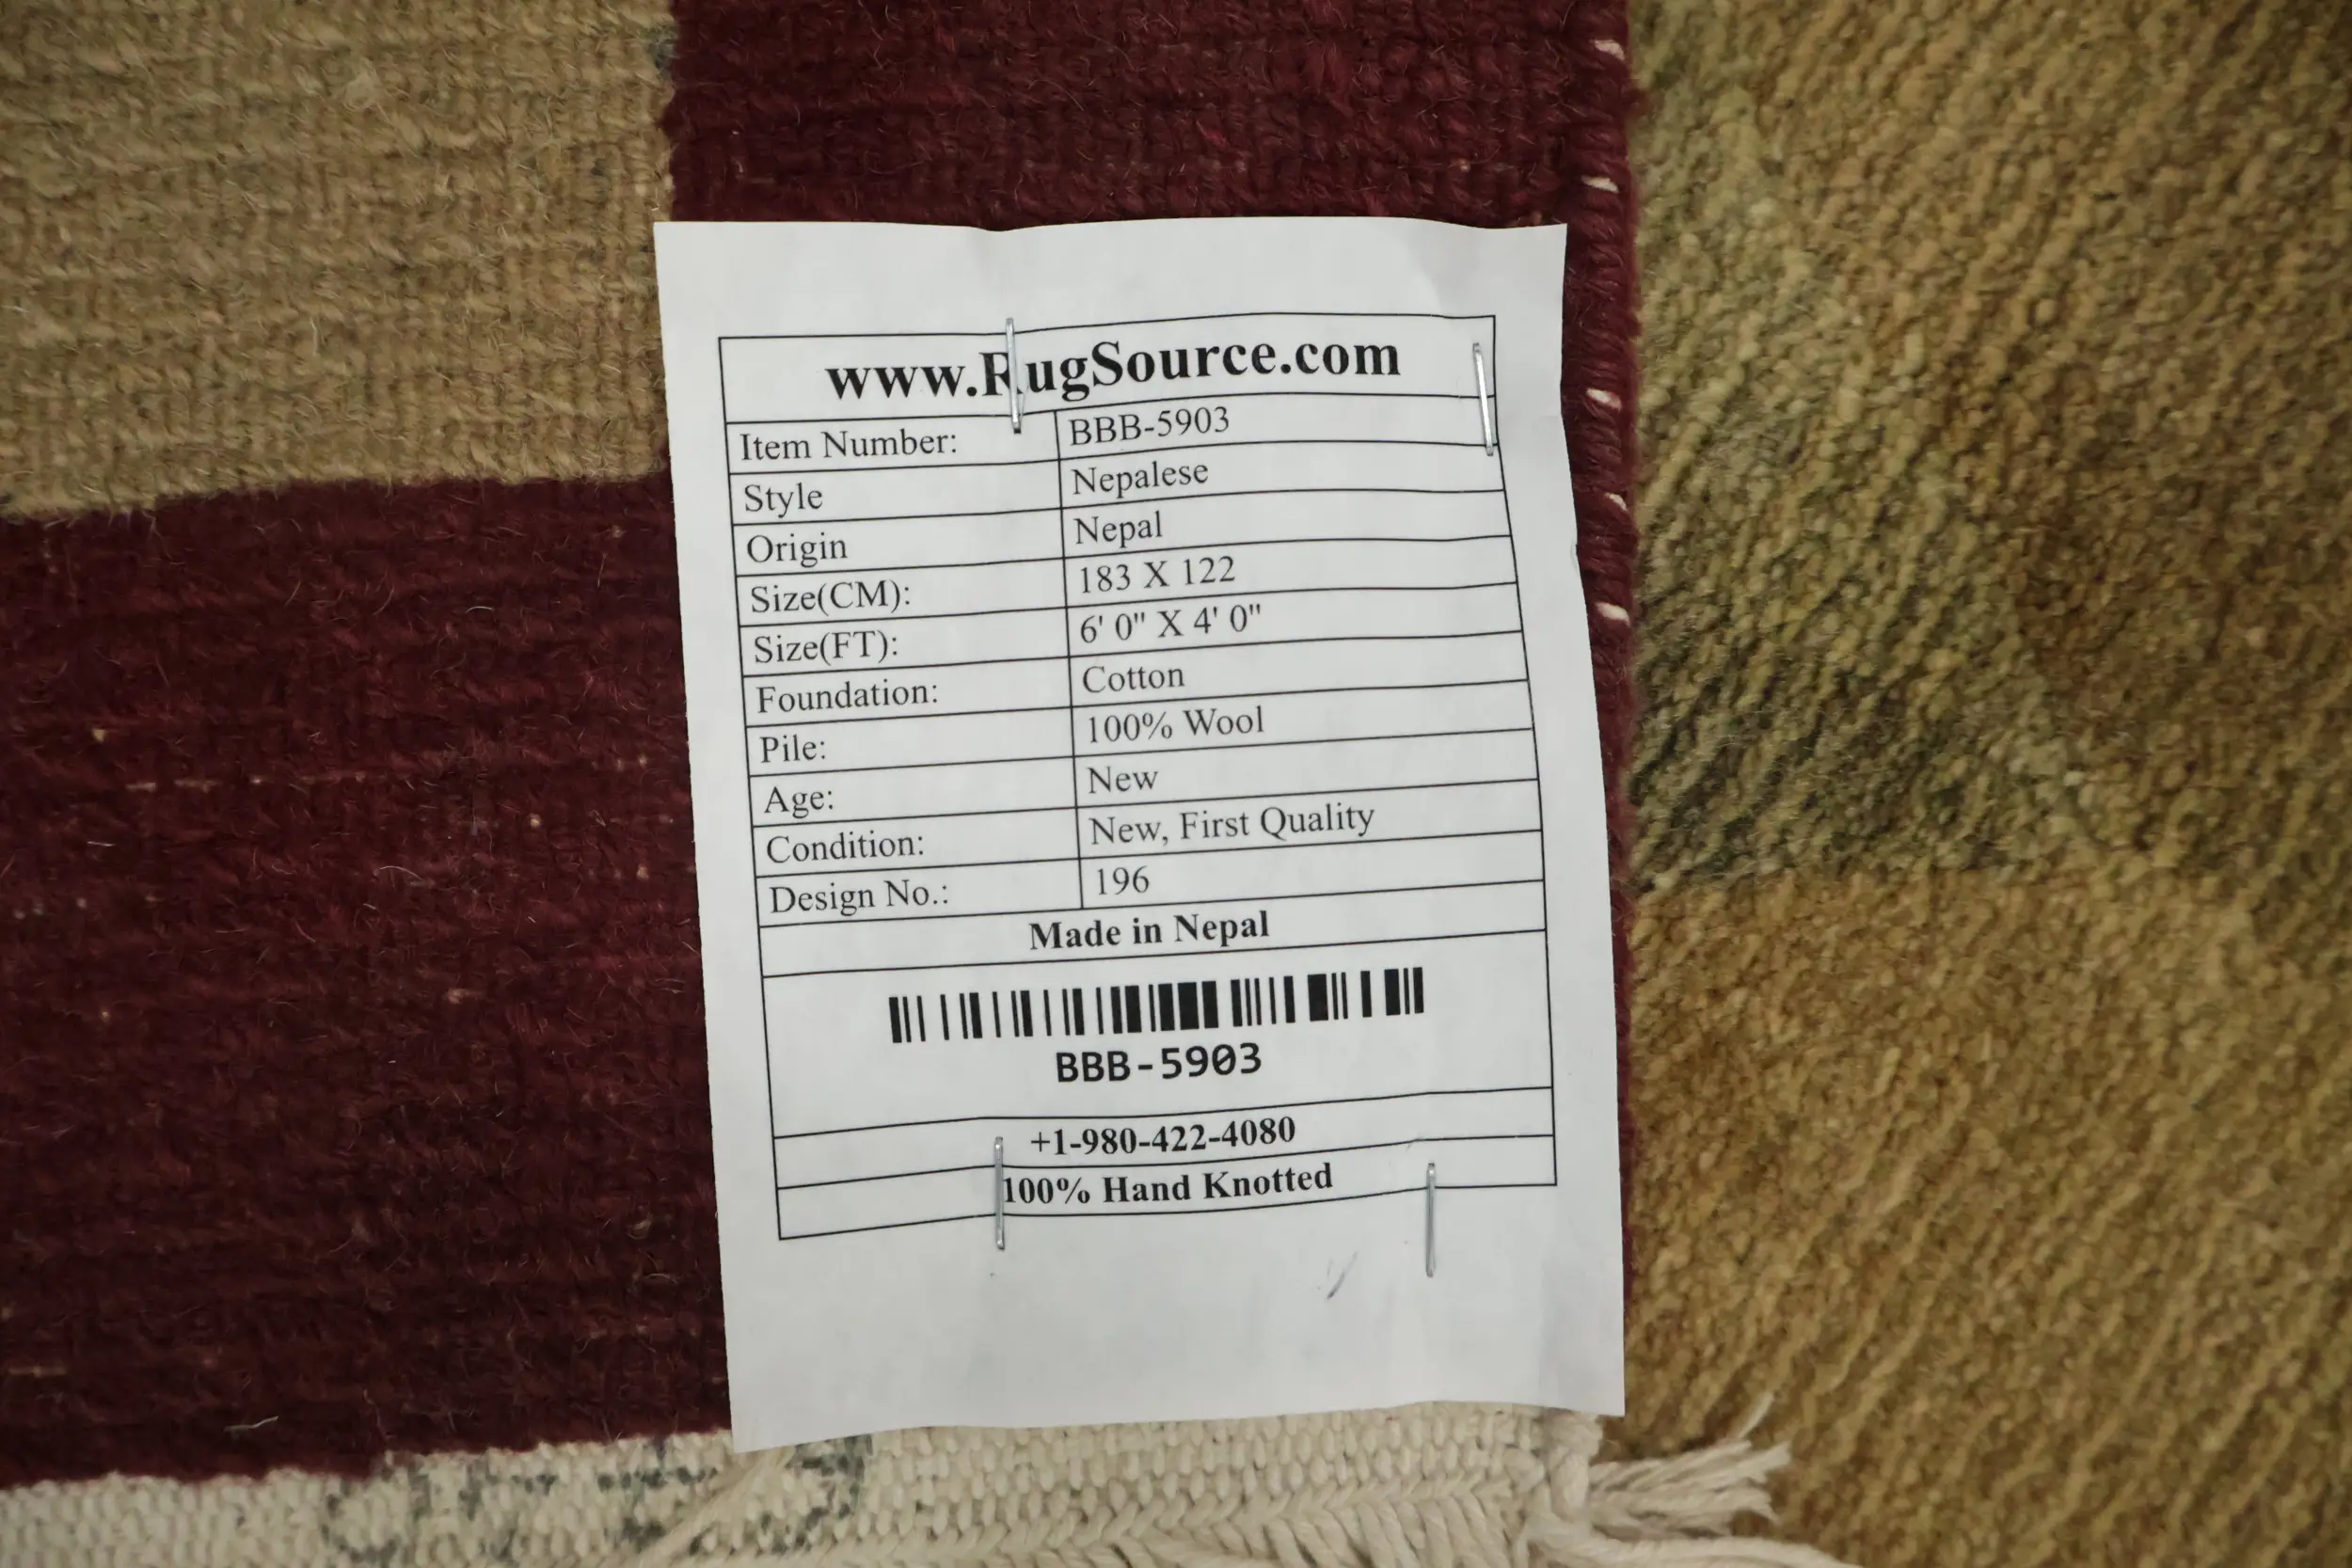 www.RugSource.com
Item Number: BBB-5903
Style Nepalese
Origin Nepal
Size(CM): 183 X 122
Size(FT): 6' 0" X 4' 0"
Foundation: Cotton
Pile: 100% Wool
Age: New
Condition: New, First Quality
Design No.: 196
Made in Nepal
BBB-5903
+1-980-422-4080
100% Hand Knotted